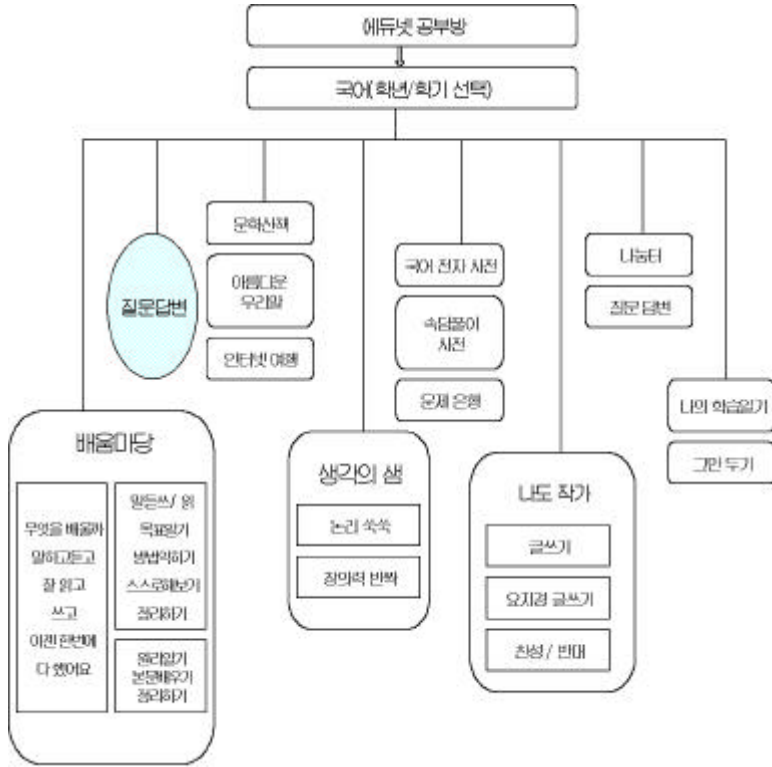 에듀넷 공부방
국어(학년/학기 선택)
질문답변
문학산책
아름다운
우리말
인터넷 여행
국어 전자 사전
속담풀이
사전
문제 은행
나눔터
질문 답변
나의 학습일기
그만 두기
배움마당
무엇을 배울까
말하고듣고
잘 읽고
쓰고
이젠 한번에
다 했어요
말듣쓰/ 읽
목표알기
방법익히기
스스로해보기
정리하기
원리알기
본문배우기
정리하기
생각의 샘
논리 쑥쑥
창의력 반짝
나도 작가
글쓰기
요지경 글쓰기
찬성 / 반대